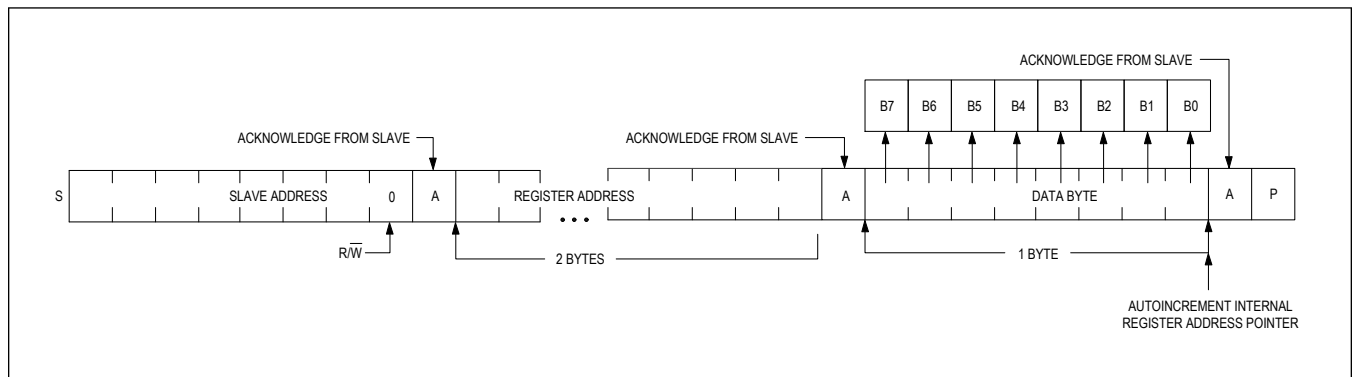 ACKNOWLEDGE FROM SLAVE
B7 B6 B5 B4 B3 B2 B1 B0
ACKNOWLEDGE FROM SLAVE ACKNOWLEDGE FROM SLAVE
S SLAVE ADDRESS 0 A REGISTER ADDRESS ••• A DATA BYTE A P
R/W̅ 2 BYTES 1 BYTE
AUTOINCREMENT INTERNAL
REGISTER ADDRESS POINTER